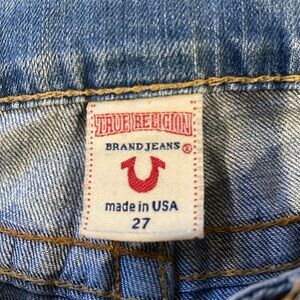 TRUE RELIGION
BRAND JEANS ®
made in USA
27